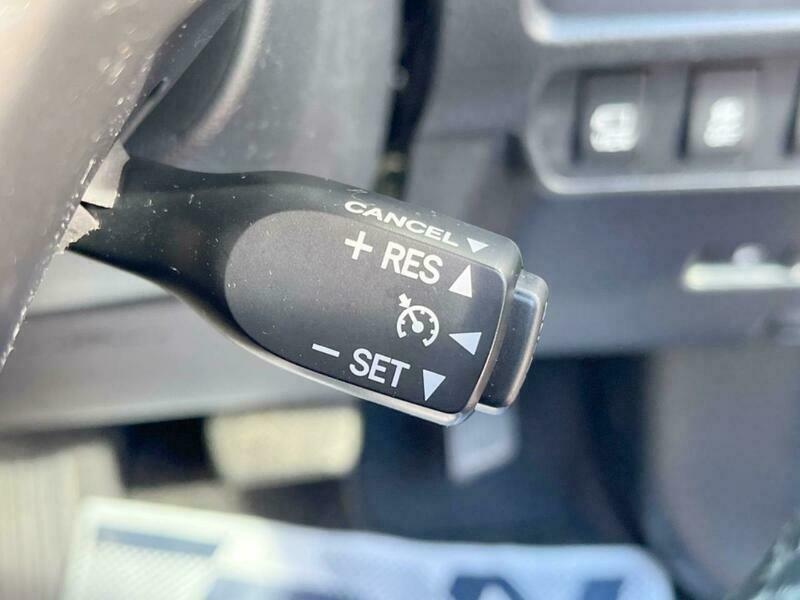 CANCEL ▼
+ RES ▲
◀
− SET ▼